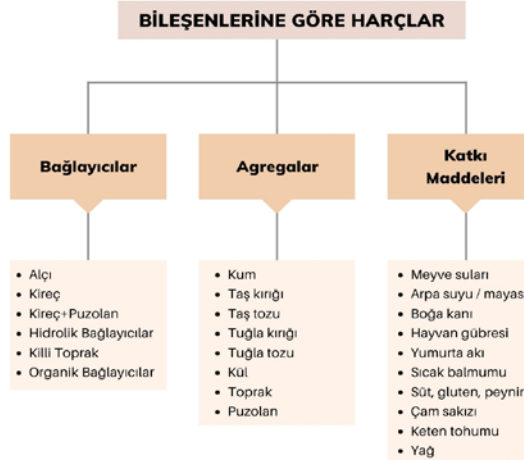 BİLEŞENLERİNE GÖRE HARÇLAR
Bağlayıcılar
Alçı
Kireç
Kireç+Puzolan
Hidrolik Bağlayıcılar
Killi Toprak
Organik Bağlayıcılar
Agregalar
Kum
Taş kırığı
Taş tozu
Tuğla kırığı
Tuğla tozu
Kül
Toprak
Puzolan
Katkı
Maddeleri
Meyve suları
Arpa suyu / mayası
Boğa kanı
Hayvan gübresi
Yumurta akı
Sıcak balmumu
Süt, gluten, peynir
Çam sakızı
Keten tohumu
Yağ